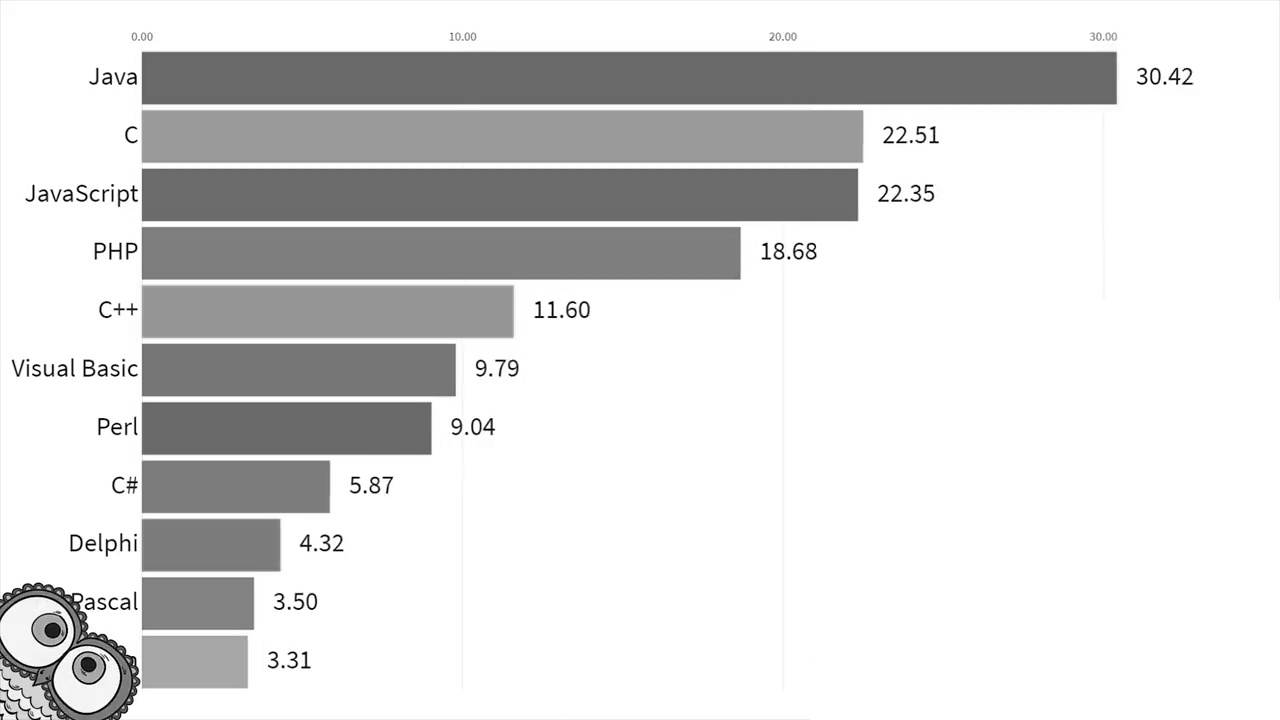 0.00 10.00 20.00 30.00
Java 30.42
C 22.51
JavaScript 22.35
PHP 18.68
C++ 11.60
Visual Basic 9.79
Perl 9.04
C# 5.87
Delphi 4.32
Pascal 3.50
3.31